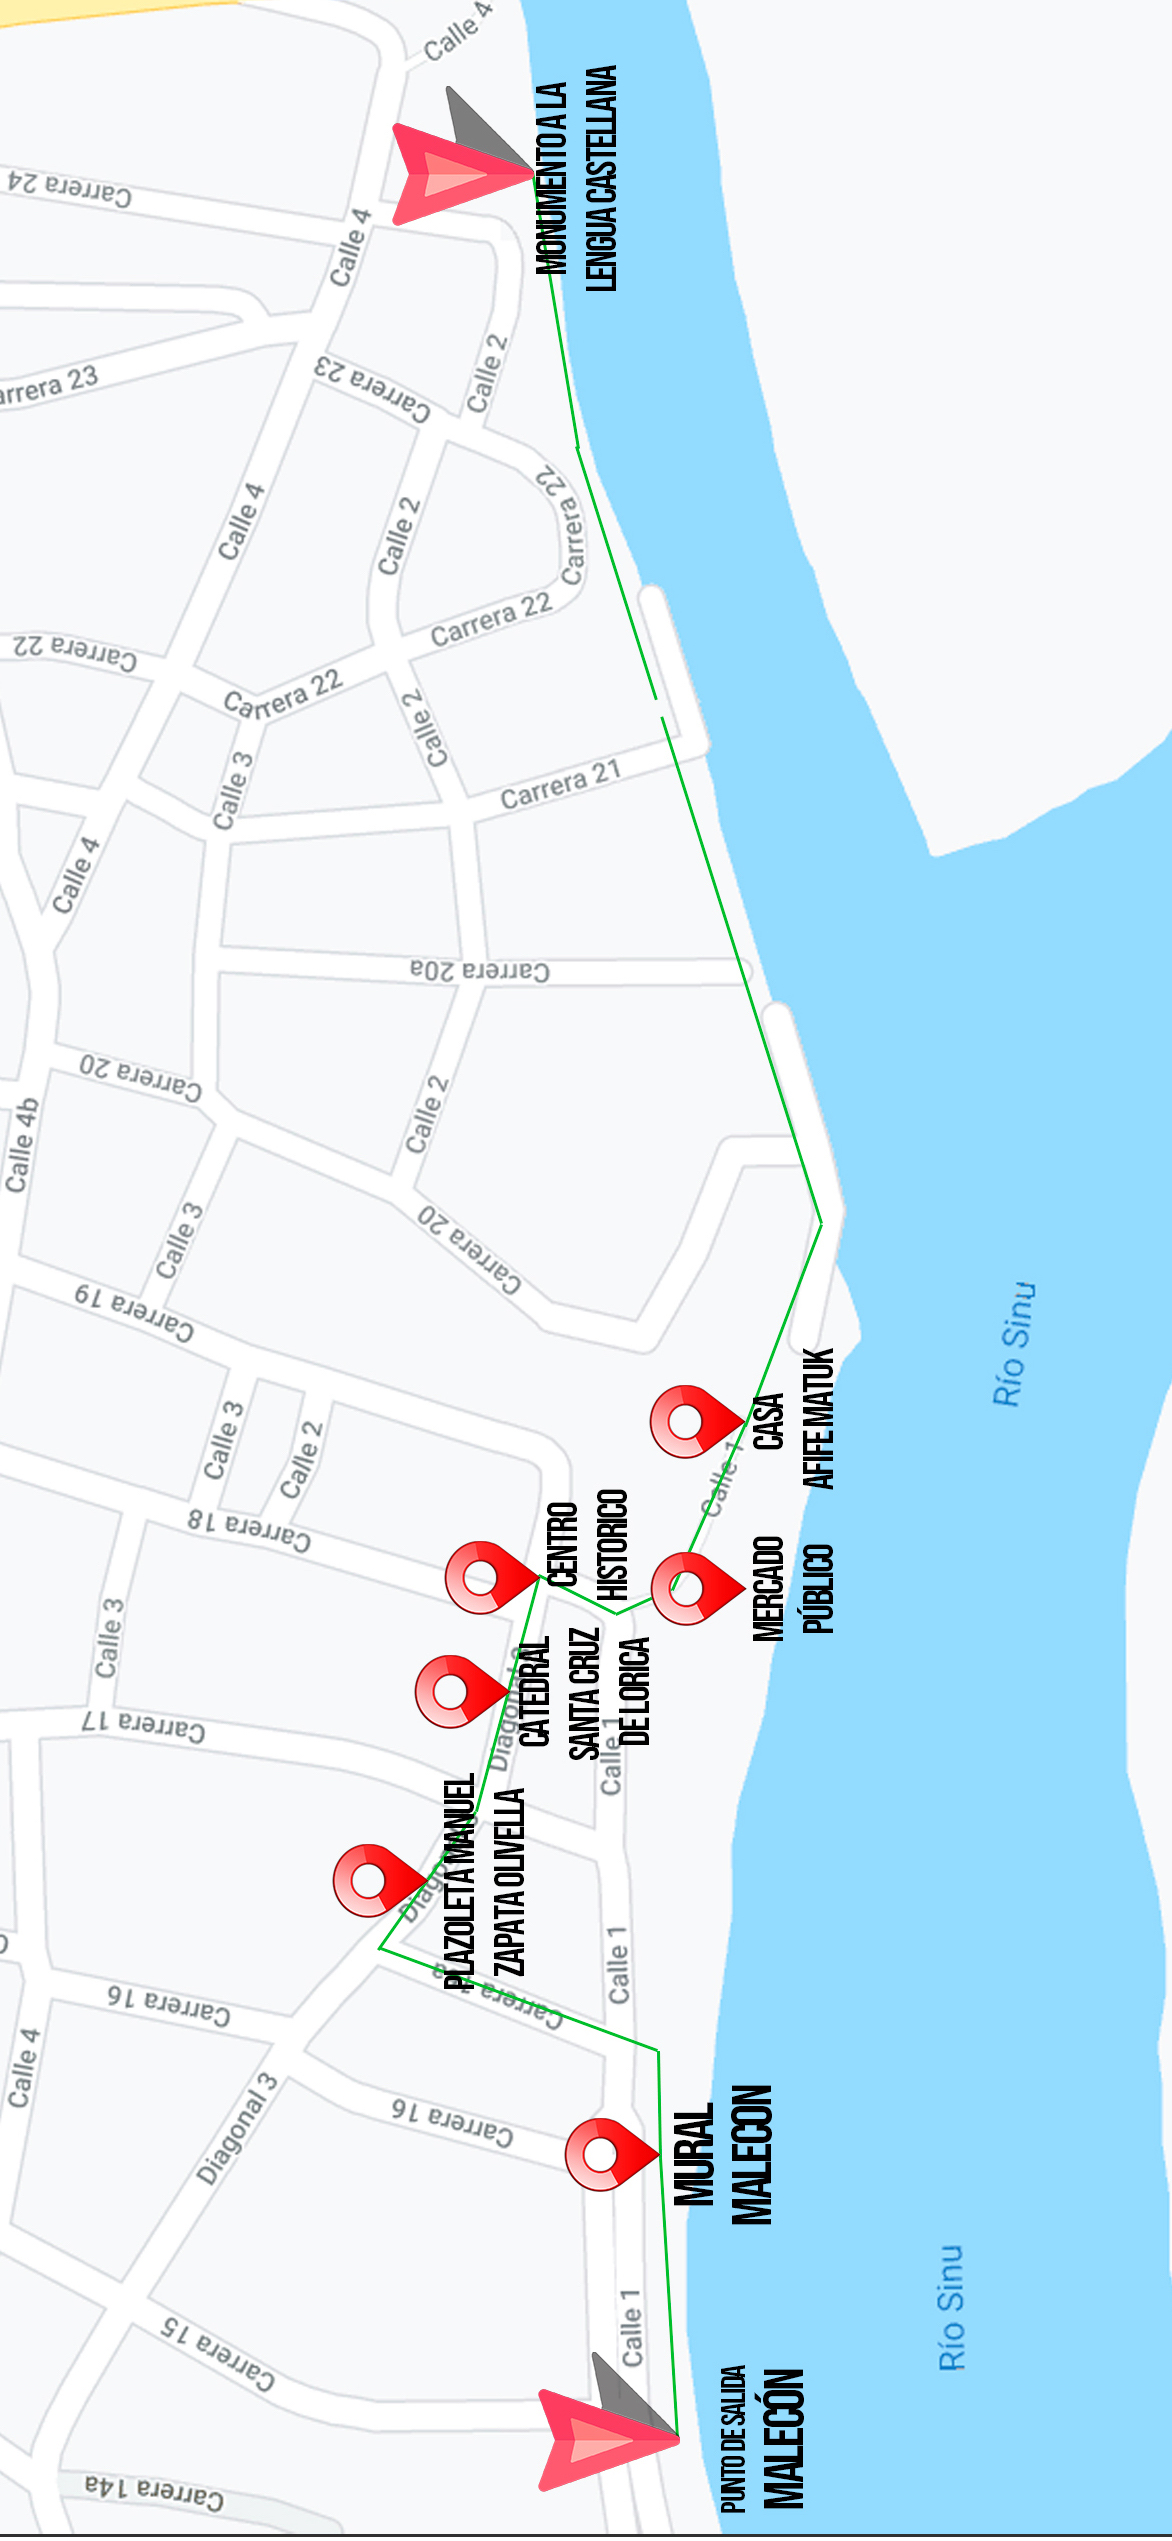 Calle 4
MONUMENTO A LA
LENGUA CASTELLANA
Carrera 24
Calle 4
Calle 2
Carrera 23
arrera 23
Carrera 22
Calle 4
Calle 2
Carrera 22
Carrera 22
Carrera 22
Calle 2
Calle 3
Carrera 21
Calle 4
Carrera 20a
Carrera 20
Calle 2
Calle 4b
Calle 3
Carrera 20
Carrera 19
Río Sinu
CASA
AFIFE MATUK
Calle 1
Calle 3
Calle 2
Carrera 18
CENTRO
HISTORICO
MERCADO
PÚBLICO
Calle 3
CATEDRAL
SANTA CRUZ
DE LORICA
Calle 1
Carrera 17
PLAZOLETA MANUEL
ZAPATA OLIVELLA
Calle 1
Carrera 16
Calle 4
Diagonal 3
Carrera 16
MURAL
MALECON
Calle 1
Río Sinu
Carrera 15
PUNTO DE SALIDA
MALECÓN
Carrera 14a